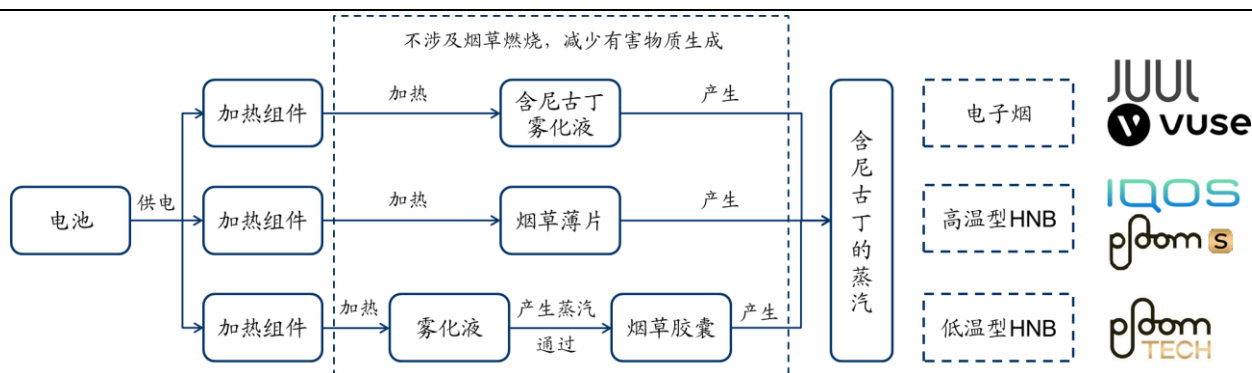 不涉及烟草燃烧，减少有害物质生成
加热组件
加热
含尼古丁
雾化液
产生
电子烟
JUUL
vuse
电池
供电
加热组件
加热
烟草薄片
产生
含尼古丁的蒸汽
高温型HNB
IQOS
ploom S
加热组件
加热
雾化液
产生蒸汽
通过
烟草胶囊
产生
低温型HNB
ploom
TECH